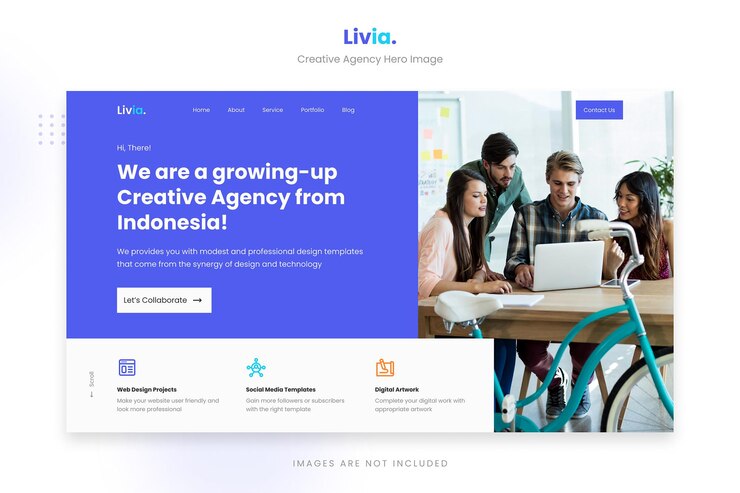 Livia.
Creative Agency Hero Image
Livia.
Home
About
Service
Portfolio
Blog
Contact Us
Hi, There!
We are a growing-up
Creative Agency from
Indonesia!
We provides you with modest and professional design templates
that come from the synergy of design and technology
Let's Collaborate
Scroll
Web Design Projects
Make your website user friendly and
look more professional
Social Media Templates
Gain more followers or subscribers
with the right template
Digital Artwork
Complete your digital work with
appropriate artwork
IMAGES ARE NOT INCLUDED